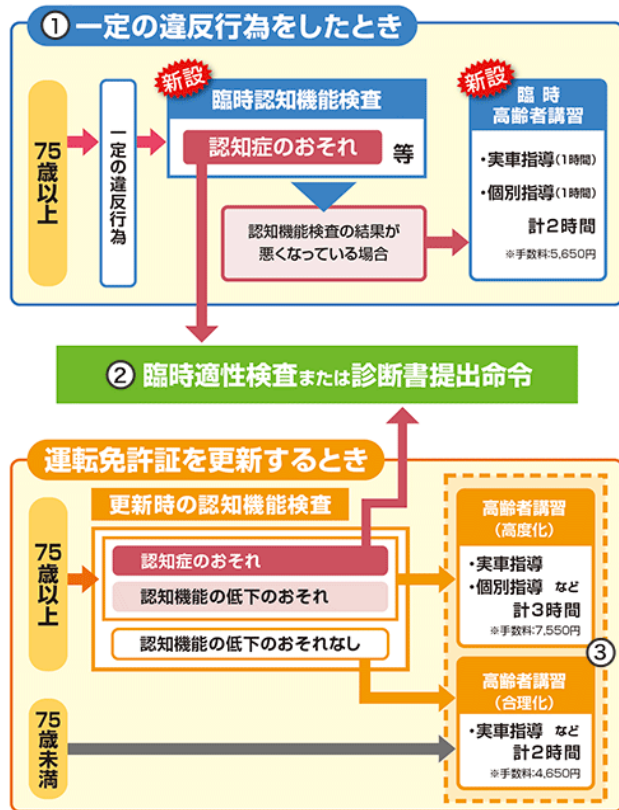 ① 一定の違反行為をしたとき
75歳以上
一定の違反行為
新設
臨時認知機能検査
認知症のおそれ 等
認知機能検査の結果が
悪くなっている場合
新設
臨時
高齢者講習
・実車指導(1時間)
・個別指導(1時間)
計2時間
※手数料:5,650円
② 臨時適性検査または診断書提出命令
運転免許証を更新するとき
75歳以上
更新時の認知機能検査
認知症のおそれ
認知機能の低下のおそれ
認知機能の低下のおそれなし
高齢者講習
(高度化)
・実車指導
・個別指導 など
計3時間
※手数料:7,550円
③
75歳未満
高齢者講習
(合理化)
・実車指導 など
計2時間
※手数料:4,650円